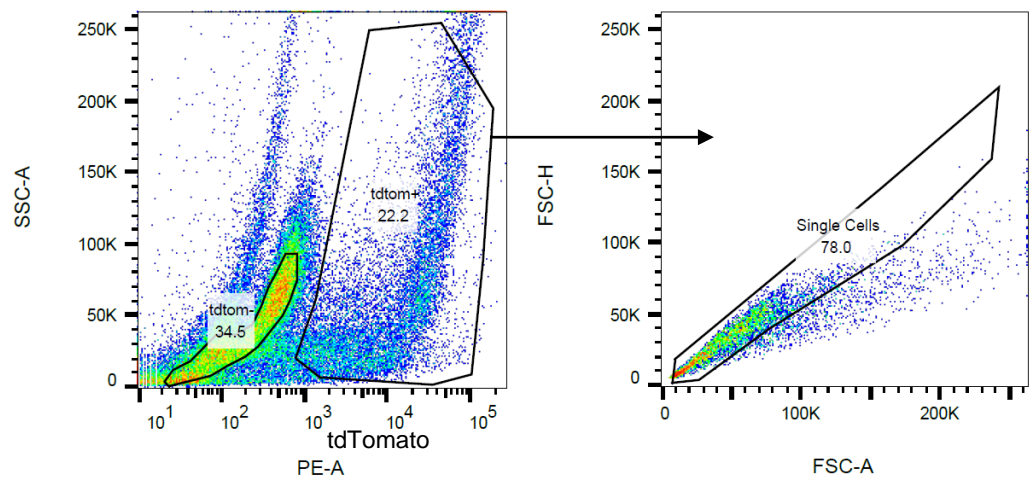 SSC-A
250K
200K
150K
100K
50K
0
tdtom+
22.2
tdtom-
34.5
10^1
10^2
10^3
10^4
10^5
tdTomato
PE-A
FSC-H
250K
200K
150K
100K
50K
0
Single Cells
78.0
0
100K
200K
FSC-A